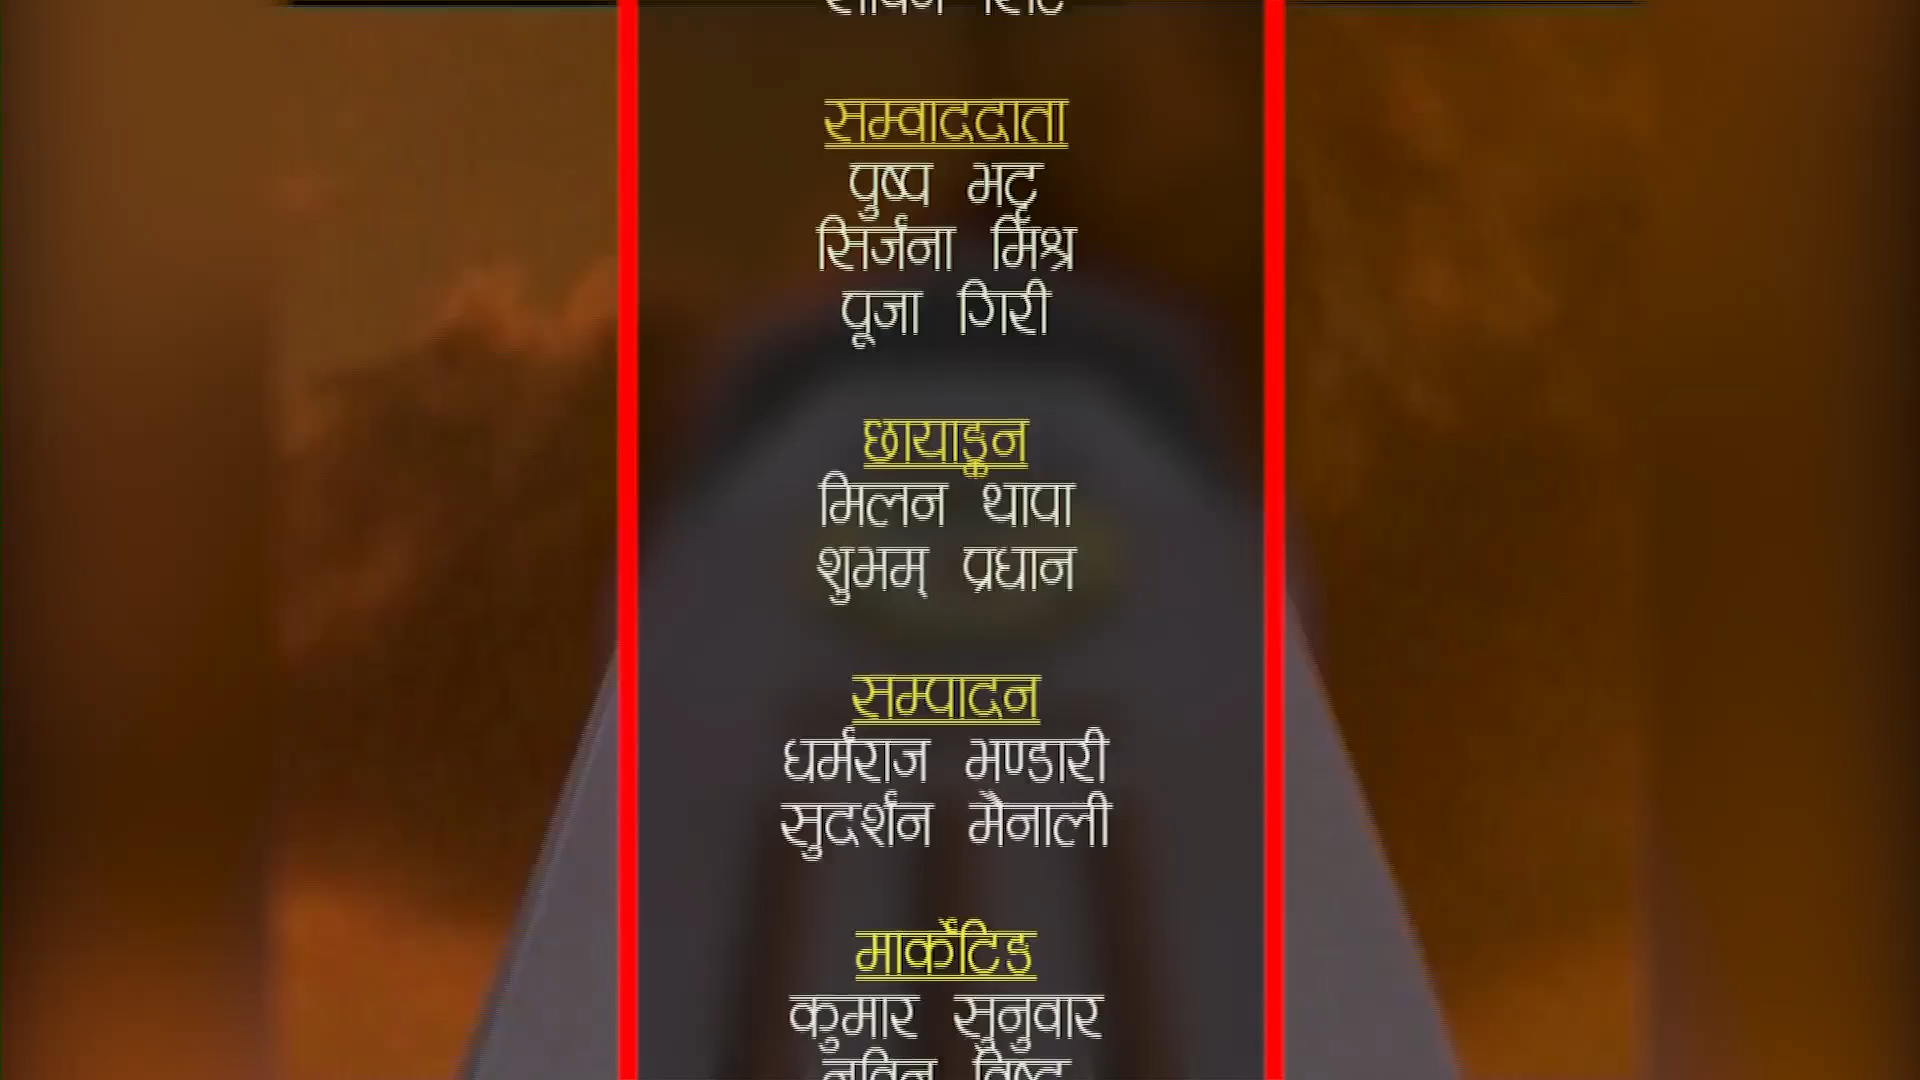 सम्वाददाता
पुष्प भट्ट
सिर्जना मिश्र
पूजा गिरी
छायाङ्कन
मिलन थापा
शुभम् प्रधान
सम्पादन
धर्मराज भण्डारी
सुदर्शन मैनाली
मार्केटिङ
कुमार सुनुवार